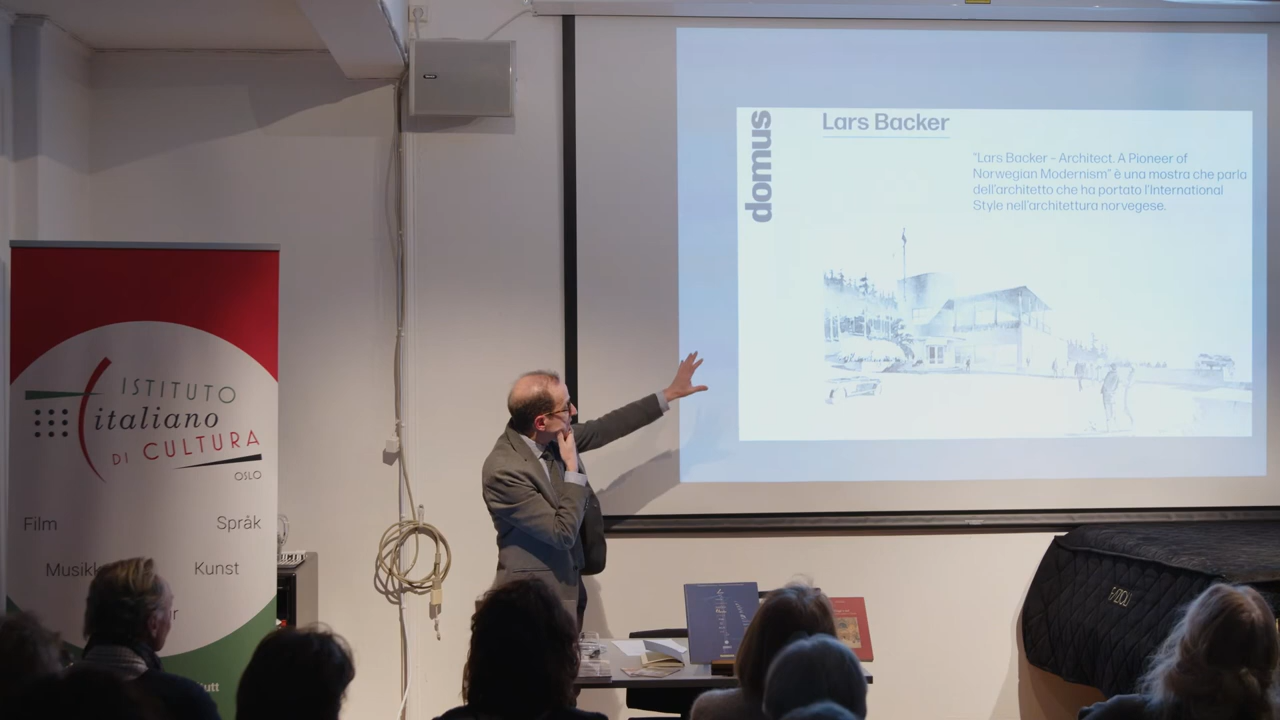 ISTITUTO
italiano
DI CULTURA
OSLO
Film
Språk
Musikk
Kunst
domus
Lars Backer
“Lars Backer – Architect. A Pioneer of
Norwegian Modernism” è una mostra che parla
dell'architetto che ha portato l'International
Style nell'architettura norvegese.